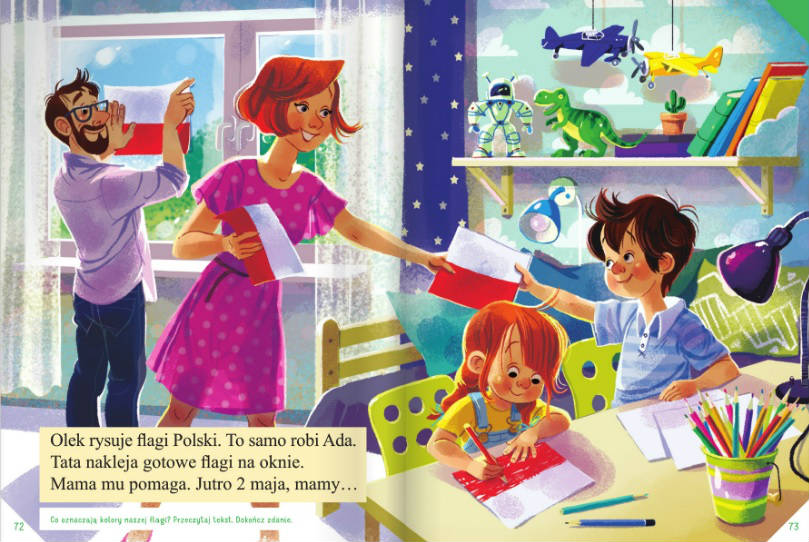 Olek rysuje flagi Polski. To samo robi Ada.
Tata nakleja gotowe flagi na oknie.
Mama mu pomaga. Jutro 2 maja, mamy…
72
Co oznaczają kolory naszej flagi? Przeczytaj tekst. Dokończ zdanie.
73